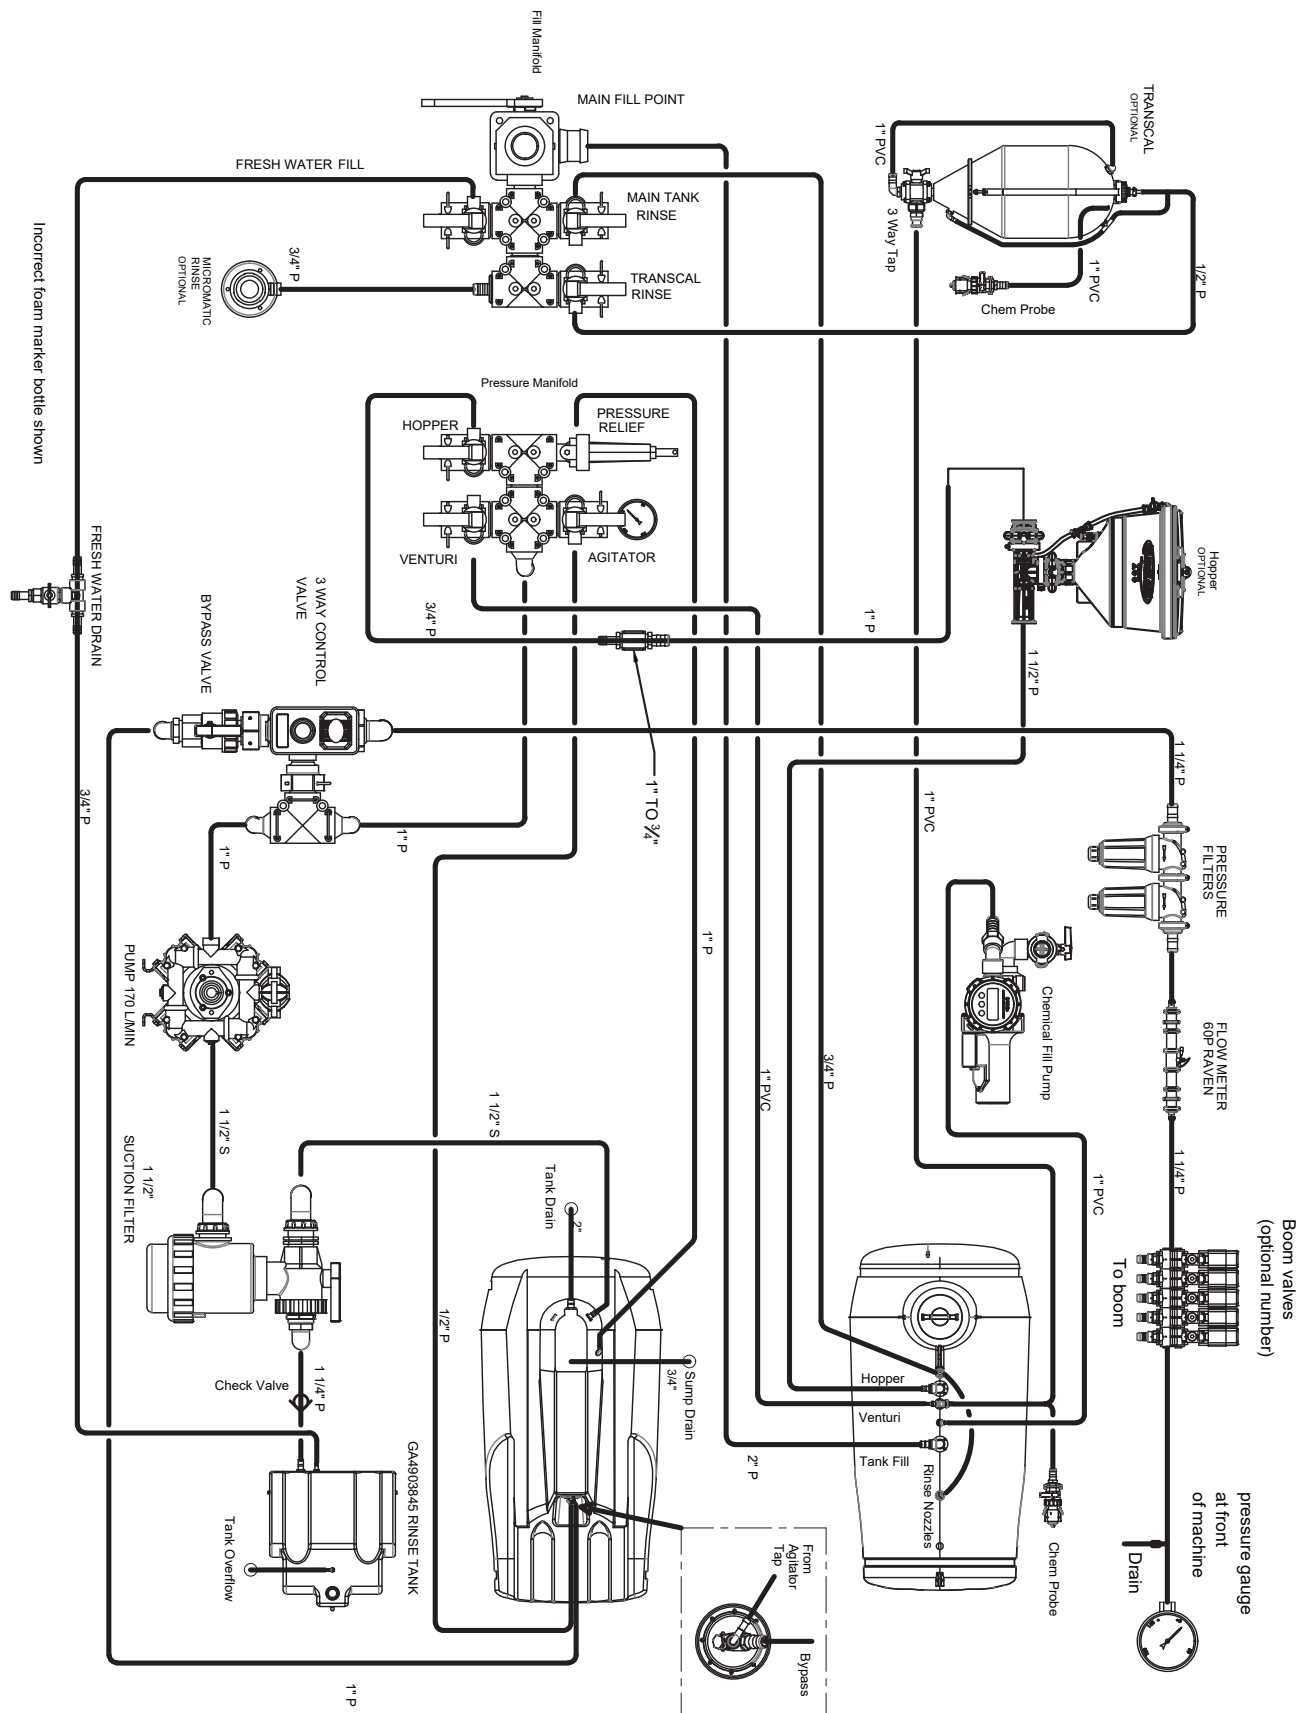 Fill Manifold
MAIN FILL POINT
FRESH WATER FILL
MAIN TANK
RINSE
TRANSCAL
RINSE
MICROMATIC
RINSE
OPTIONAL
3/4" P
TRANSCAL
OPTIONAL
1" PVC
3 Way Tap
1" PVC
1/2" P
Chem Probe
Incorrect foam marker bottle shown
Pressure Manifold
HOPPER
PRESSURE
RELIEF
VENTURI
AGITATOR
Hopper
OPTIONAL
FRESH WATER DRAIN
BYPASS VALVE
3 WAY CONTROL
VALVE
3/4" P
1" P
1 1/2" P
1" TO 3/4"
1 1/4" P
3/4" P
1" P
1" P
1" PVC
PRESSURE
FILTERS
1" P
PUMP 170 L/MIN
Chemical Fill Pump
FLOW METER
60P RAVEN
3/4" P
1" PVC
1 1/2" S
1 1/2" S
1 1/2"
SUCTION FILTER
1" PVC
1 1/4" P
Tank Drain
2"
Boom valves
(optional number)
To boom
1/2" P
3/4"
Sump Drain
Check Valve
1 1/4" P
Hopper
Venturi
Tank Fill
2" P
Rinse Nozzles
Chem Probe
GA4903845 RINSE TANK
Tank Overflow
pressure gauge
at front
of machine
Drain
From
Agitator
Tap
Bypass
1" P